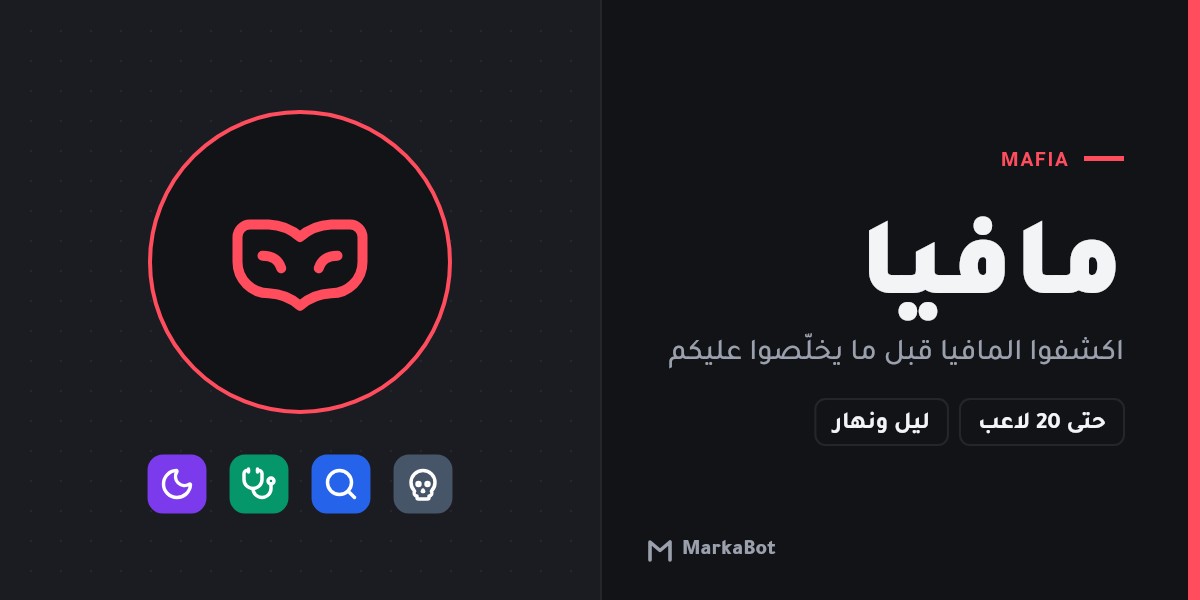 MAFIA
مافيا
اكشفوا المافيا قبل ما يخلّصوا عليكم
حتى 20 لاعب
ليل ونهار
MarkaBot